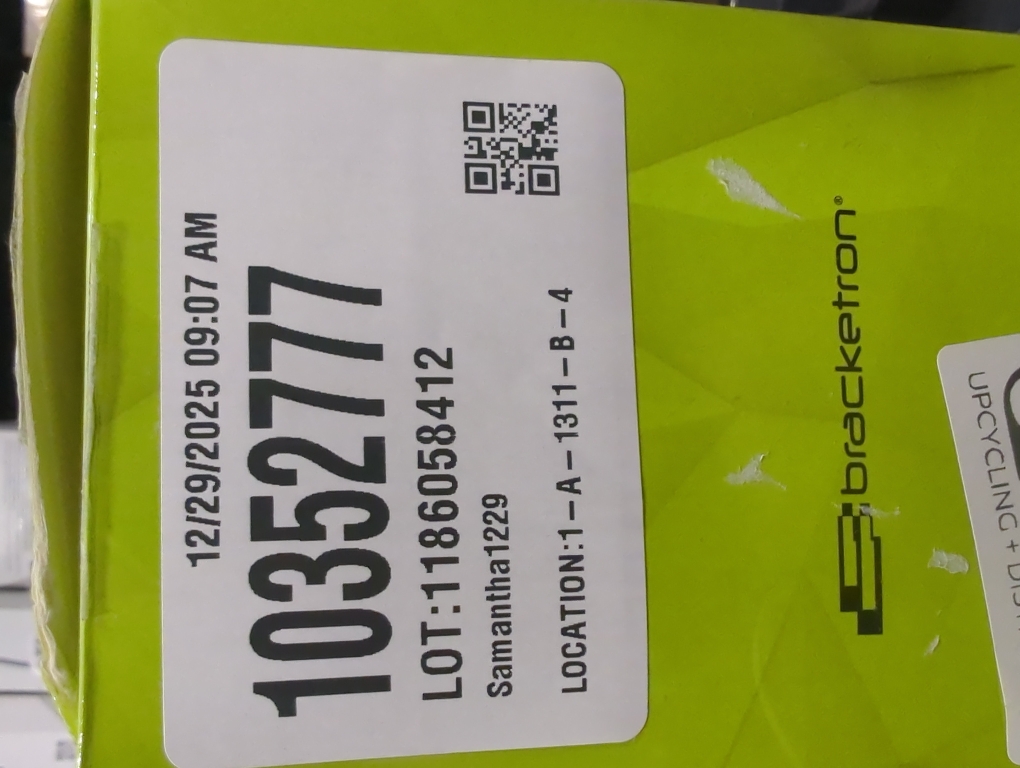 12/29/2025 09:07 AM
10352777
LOT:1186058412
Samantha1229
LOCATION:1-A-1311-B-4
bracketron®
UPCYCLING +